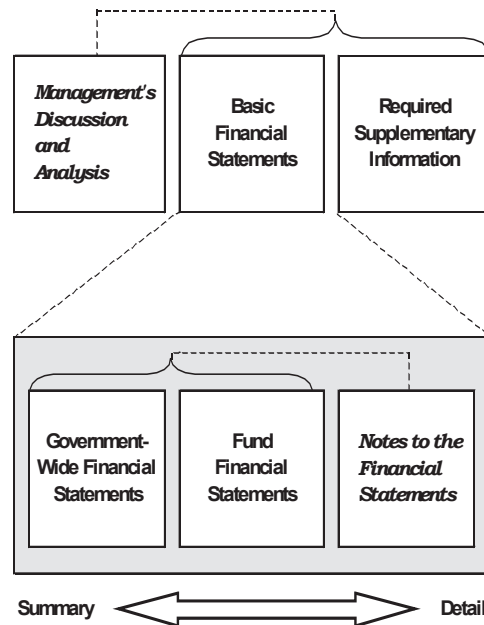 Management's
Discussion
and
Analysis
Basic
Financial
Statements
Required
Supplementary
Information
Government-
Wide Financial
Statements
Fund
Financial
Statements
Notes to the
Financial
Statements
Summary
Detail